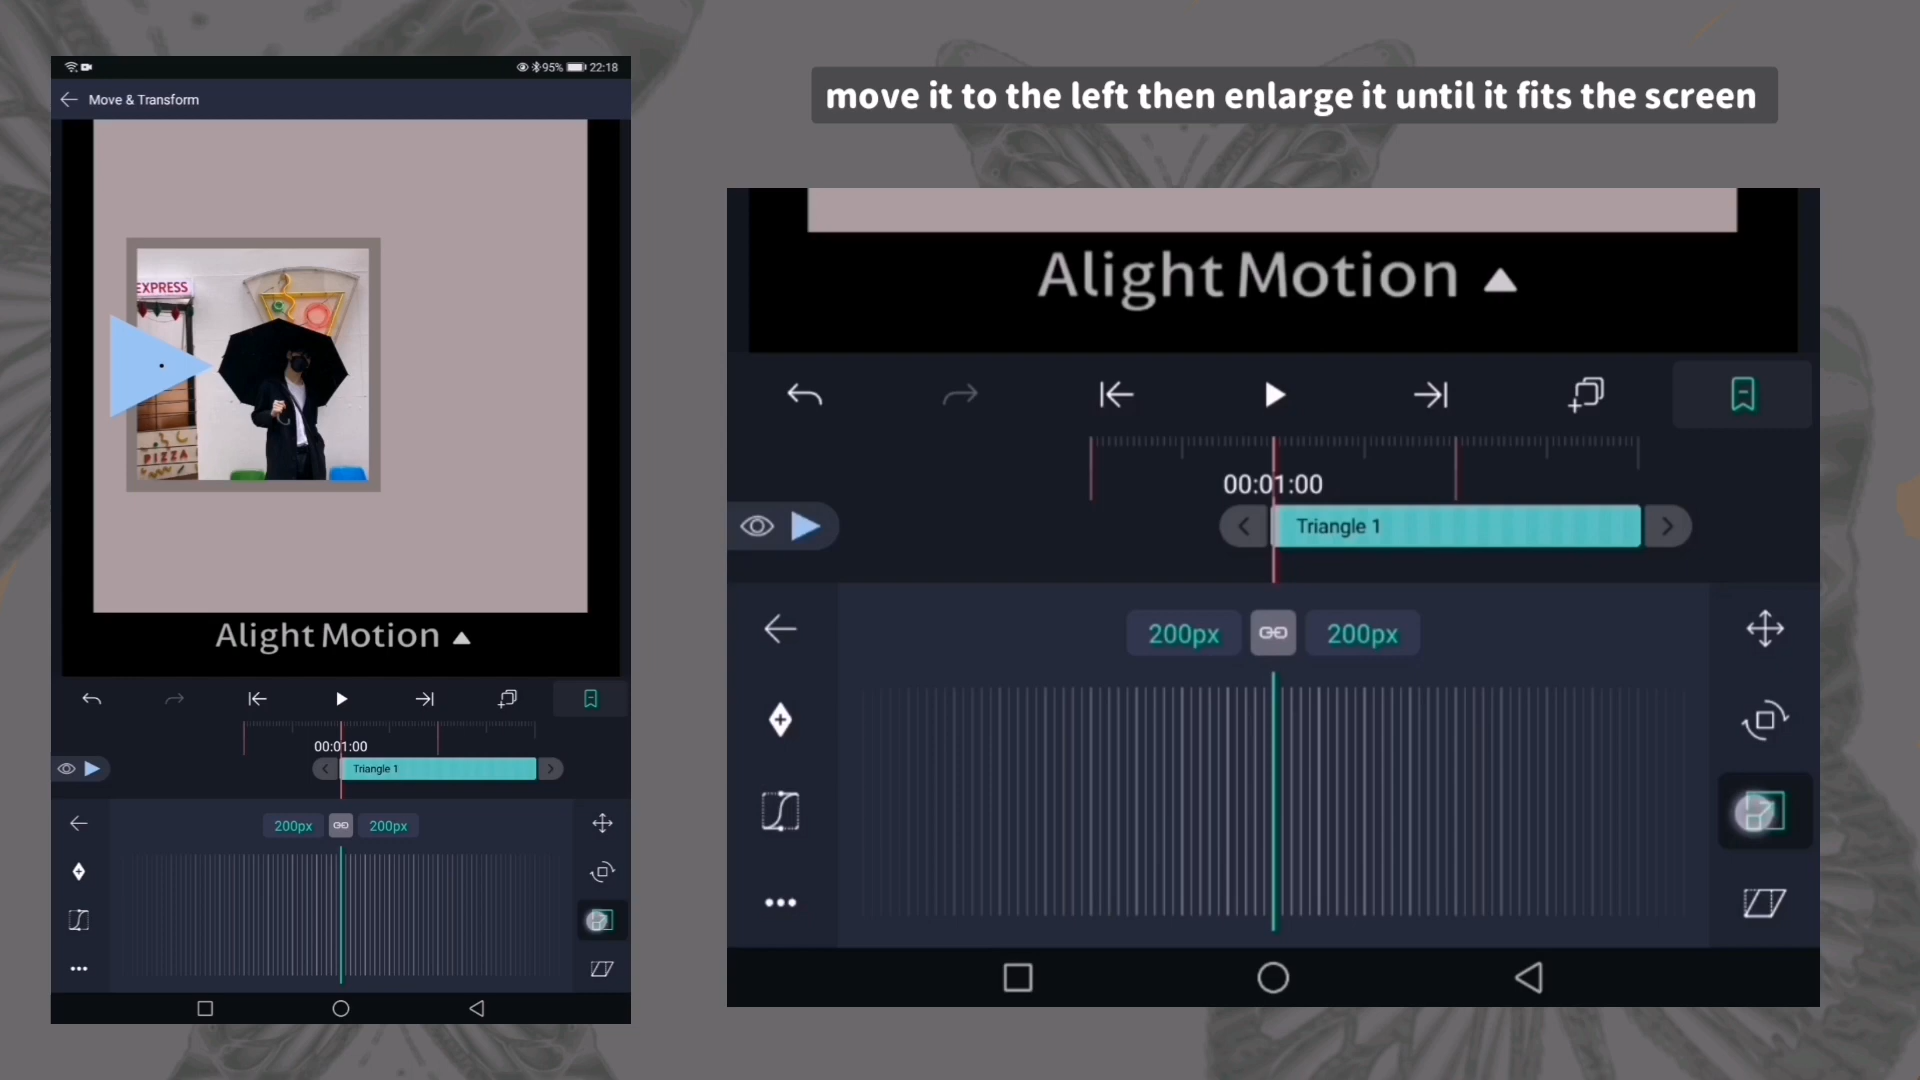 95% 22:18
Move & Transform
move it to the left then enlarge it until it fits the screen
EXPRESS
PIZZA
Alight Motion
00:01:00
Triangle 1
200px 200px
Alight Motion
00:01:00
Triangle 1
200px 200px